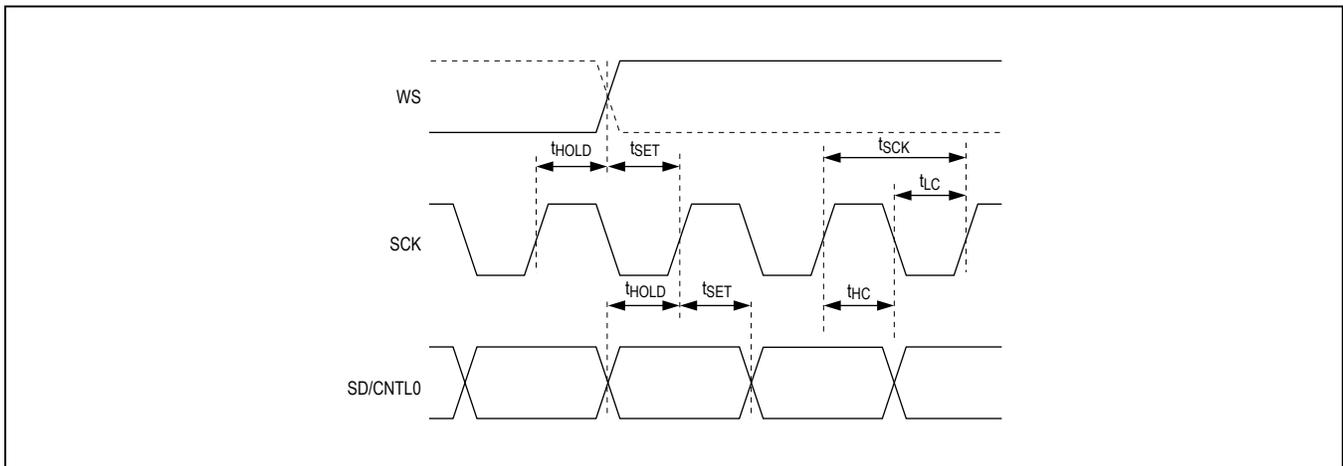 WS
tHOLD
tSET
tSCK
tLC
SCK
tHOLD
tSET
tHC
SD/CNTL0